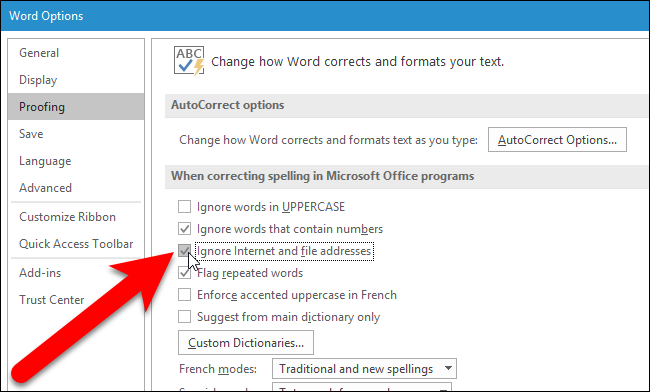 Word Options
General
Display
Proofing
Save
Language
Advanced
Customize Ribbon
Quick Access Toolbar
Add-ins
Trust Center
ABC
Change how Word corrects and formats your text.
AutoCorrect options
Change how Word corrects and formats text as you type: AutoCorrect Options...
When correcting spelling in Microsoft Office programs
Ignore words in UPPERCASE
Ignore words that contain numbers
Ignore Internet and file addresses
Flag repeated words
Enforce accented uppercase in French
Suggest from main dictionary only
Custom Dictionaries...
French modes: Traditional and new spellings